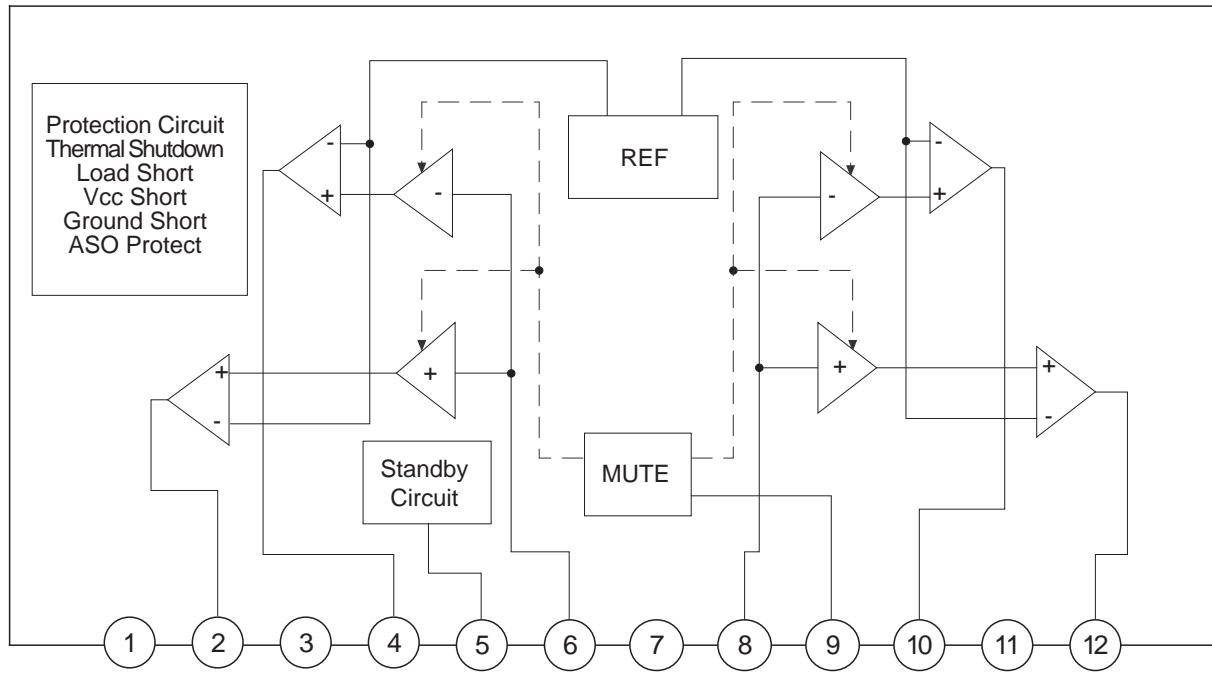 Protection Circuit
Thermal Shutdown
Load Short
Vcc Short
Ground Short
ASO Protect
REF
-
+
-
-
-
+
+
-
+
+
+
-
Standby
Circuit
MUTE
1 2 3 4 5 6 7 8 9 10 11 12